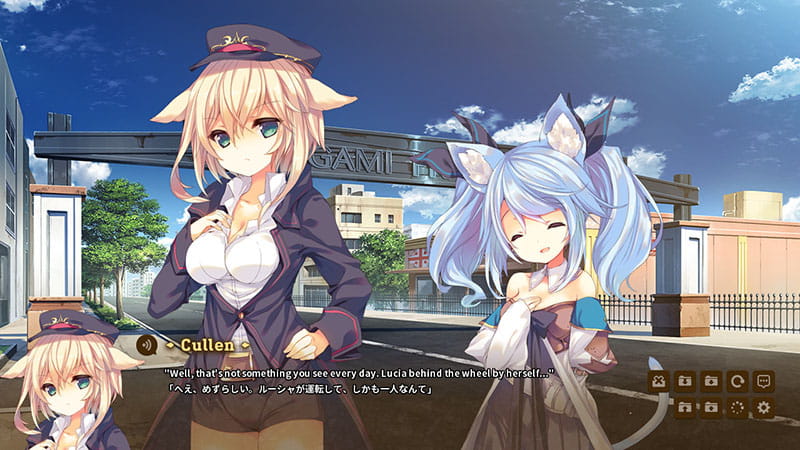 GAMI
Cullen
"Well, that's not something you see every day. Lucia behind the wheel by herself..."
「へえ、めずらしい。ルーシャが運転して、しかも一人なんて」